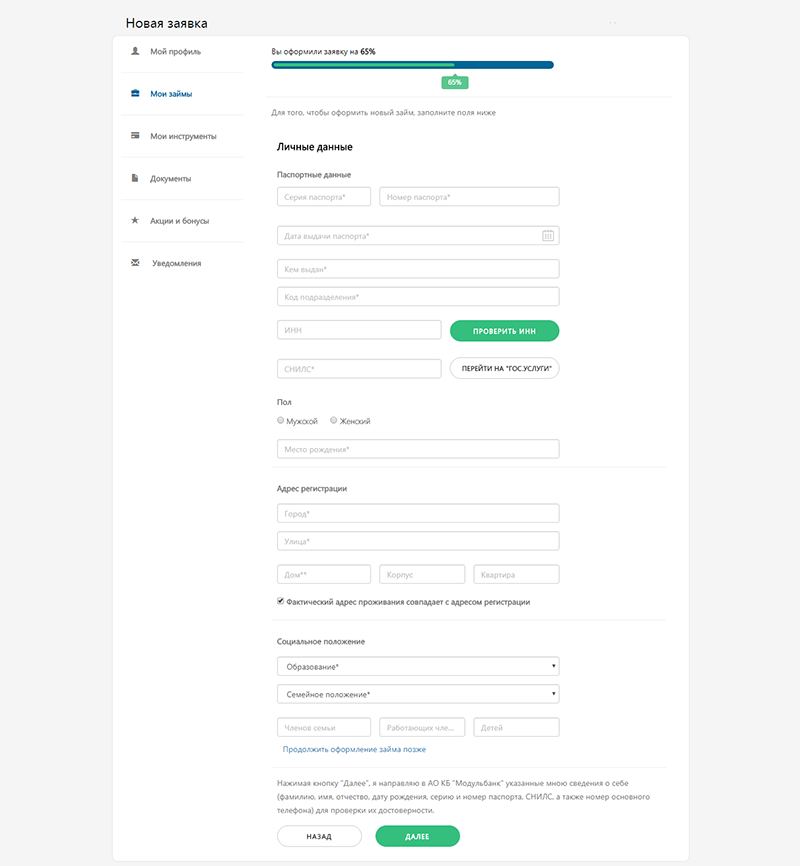 Новая заявка
Мой профиль
Мои займы
Мои инструменты
Документы
Акции и бонусы
Уведомления
Вы оформили заявку на 65%
65%
Для того, чтобы оформить новый займ, заполните поля ниже
Личные данные
Паспортные данные
Серия паспорта* Номер паспорта*
Дата выдачи паспорта*
Кем выдан*
Код подразделения*
ИНН ПРОВЕРИТЬ ИНН
СНИЛС* ПЕРЕЙТИ НА "ГОС.УСЛУГИ"
Пол
Мужской Женский
Место рождения*
Адрес регистрации
Город*
Улица*
Дом** Корпус Квартира
Фактический адрес проживания совпадает с адресом регистрации
Социальное положение
Образование*
Семейное положение*
Членов семьи Работающих чле... Детей
Продолжить оформление займа позже
Нажимая кнопку "Далее", я направляю в АО КБ "Модульбанк" указанные мною сведения о себе
(фамилию, имя, отчество, дату рождения, серию и номер паспорта, СНИЛС, а также номер основного
телефона) для проверки их достоверности.
НАЗАД ДАЛЕЕ